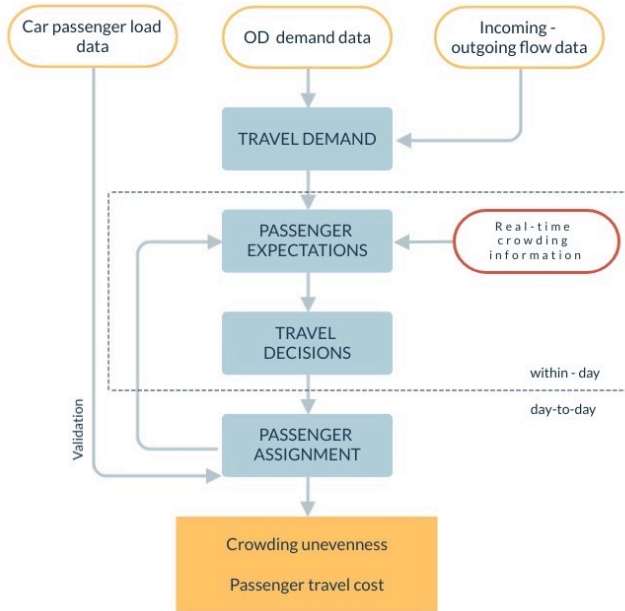 Car passenger load
data
OD demand data
Incoming -
outgoing flow data
TRAVEL DEMAND
PASSENGER
EXPECTATIONS
Real-time
crowding
information
TRAVEL
DECISIONS
within - day
day-to-day
Validation
PASSENGER
ASSIGNMENT
Crowding unevenness
Passenger travel cost